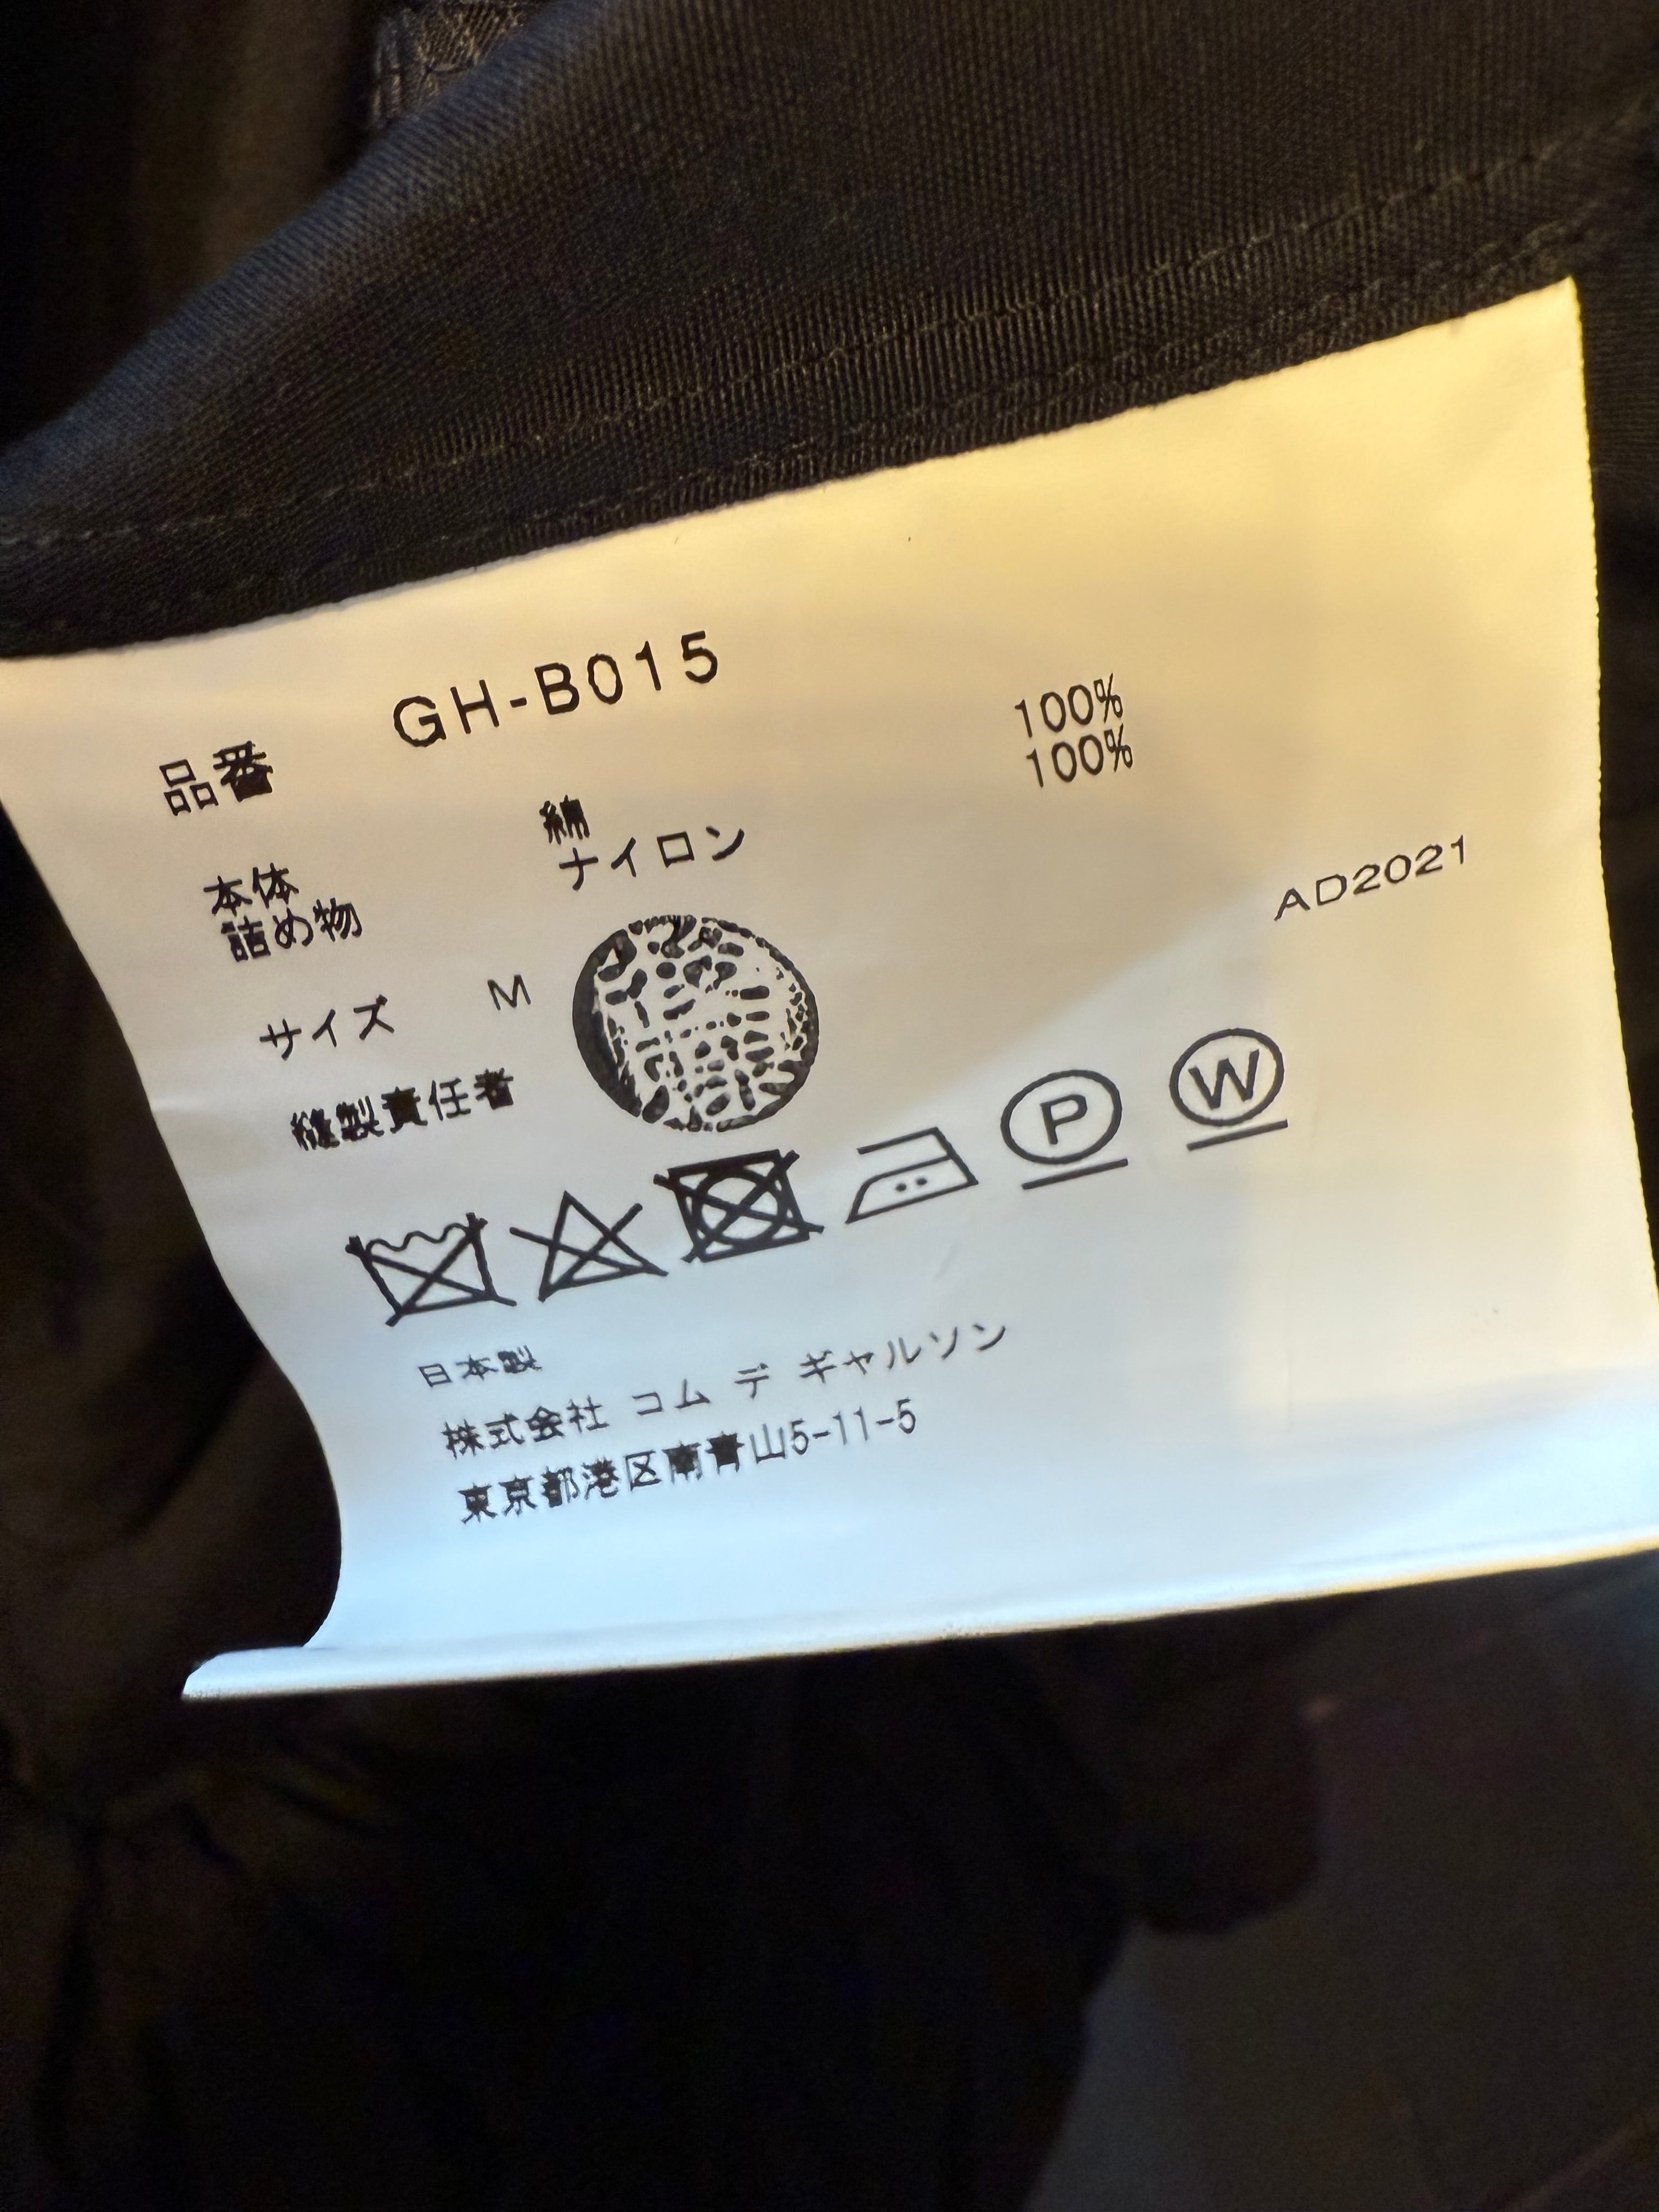 品番 GH-B015
本体 綿 100%
詰め物 ナイロン 100%
AD2021
サイズ M
縫製責任者
P W
日本製
株式会社 コム デ ギャルソン
東京都港区南青山5-11-5